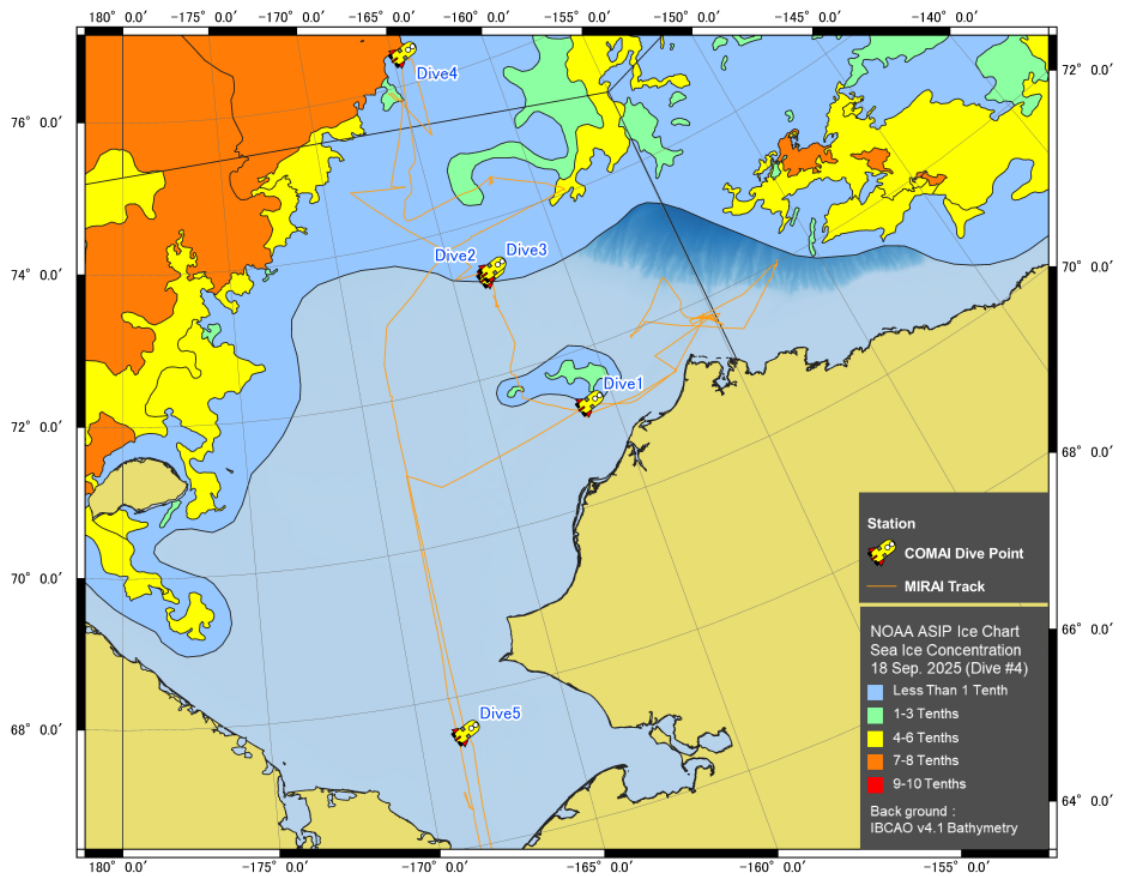 180° 0.0′ -175° 0.0′ -170° 0.0′ -165° 0.0′ -160° 0.0′ -155° 0.0′ -150° 0.0′ -145° 0.0′ -140° 0.0′
Dive4
72° 0.0′
76° 0.0′
Dive2 Dive3
74° 0.0′
70° 0.0′
Dive1
72° 0.0′
68° 0.0′
Station
COMAI Dive Point
MIRAI Track
70° 0.0′
66° 0.0′
NOAA ASIP Ice Chart
Sea Ice Concentration
18 Sep. 2025 (Dive #4)
Less Than 1 Tenth
1-3 Tenths
4-6 Tenths
7-8 Tenths
9-10 Tenths
Back ground :
IBCAO v4.1 Bathymetry
Dive5
68° 0.0′
64° 0.0′
180° 0.0′ -175° 0.0′ -170° 0.0′ -165° 0.0′ -160° 0.0′ -155° 0.0′